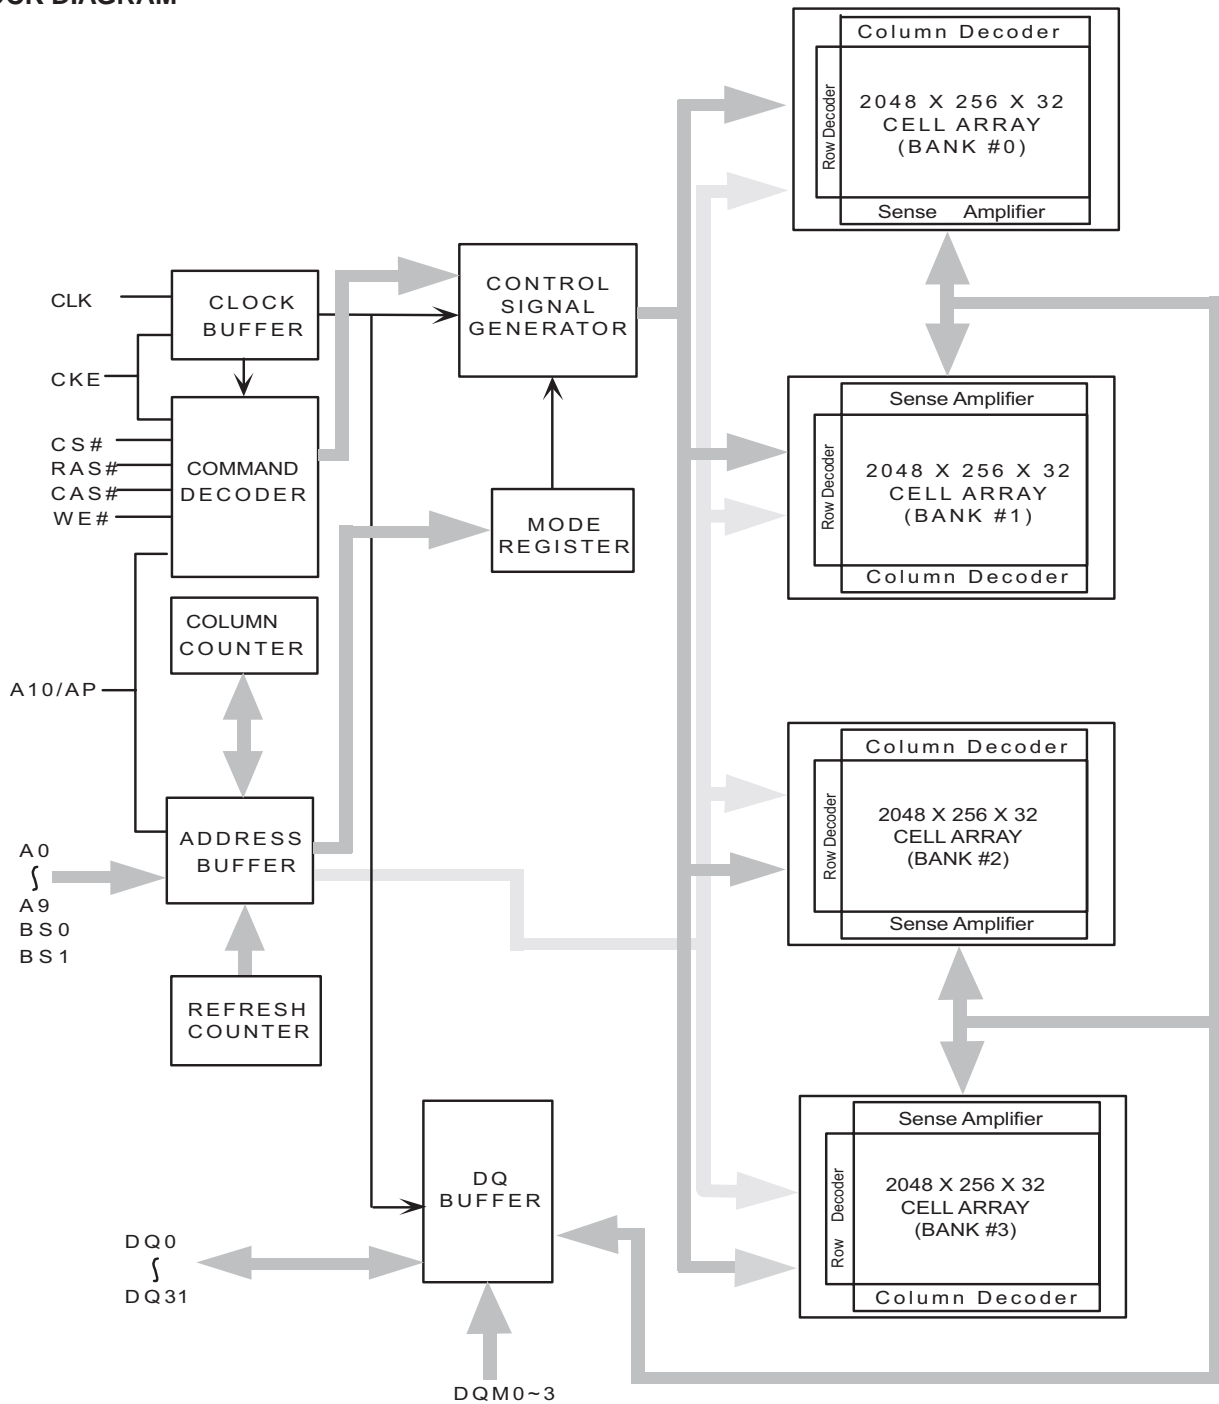 Column Decoder
Row Decoder
2048 X 256 X 32
CELL ARRAY
(BANK #0)
Sense Amplifier
CLK
CLOCK
BUFFER
CONTROL
SIGNAL
GENERATOR
CKE
CS#
RAS#
CAS#
WE#
COMMAND
DECODER
Sense Amplifier
Row Decoder
2048 X 256 X 32
CELL ARRAY
(BANK #1)
Column Decoder
MODE
REGISTER
COLUMN
COUNTER
A10/AP
Column Decoder
Row Decoder
2048 X 256 X 32
CELL ARRAY
(BANK #2)
Sense Amplifier
A0
A9
BS0
BS1
ADDRESS
BUFFER
REFRESH
COUNTER
Sense Amplifier
Row Decoder
2048 X 256 X 32
CELL ARRAY
(BANK #3)
Column Decoder
DQ
BUFFER
DQ0
DQ31
DQM0~3